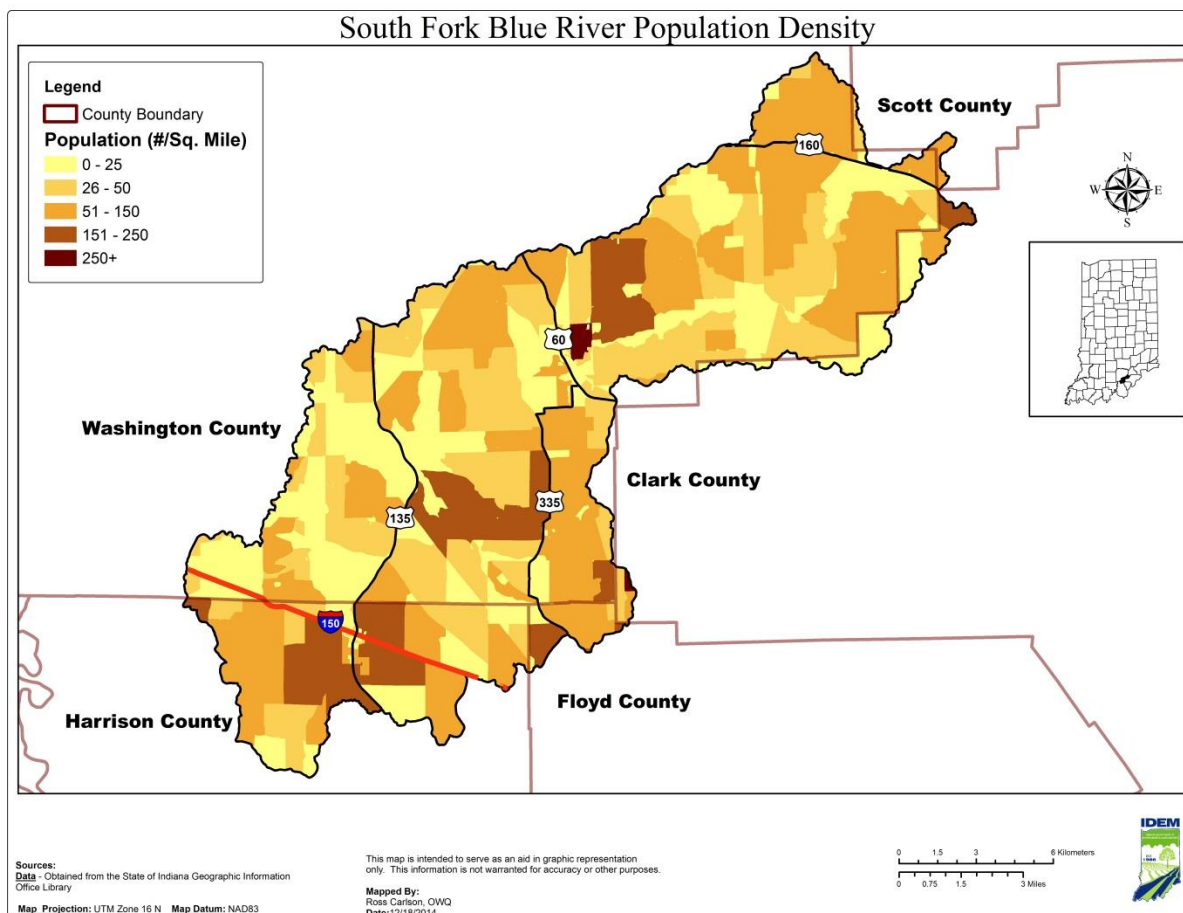 South Fork Blue River Population Density
Legend
County Boundary
Population (#/Sq. Mile)
0 - 25
26 - 50
51 - 150
151 - 250
250+
Scott County
160
N
W E
S
60
Washington County
Clark County
135
335
150
Harrison County
Floyd County
Sources:
Data - Obtained from the State of Indiana Geographic Information
Office Library
Map Projection: UTM Zone 16 N Map Datum: NAD83
This map is intended to serve as an aid in graphic representation
only. This information is not warranted for accuracy or other purposes.
Mapped By:
Ross Carlson, OWQ
Date:12/18/2014
0 1.5 3 6 Kilometers
0 0.75 1.5 3 Miles
IDEM